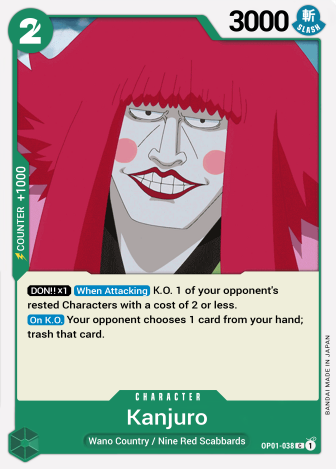 2
3000
斬
SLASH
COUNTER +1000
DON!!×1 When Attacking K.O. 1 of your opponent's
rested Characters with a cost of 2 or less.
On K.O. Your opponent chooses 1 card from your hand;
trash that card.
CHARACTER
Kanjuro
Wano Country / Nine Red Scabbards
OP01-038 C 1
BANDAI MADE IN JAPAN